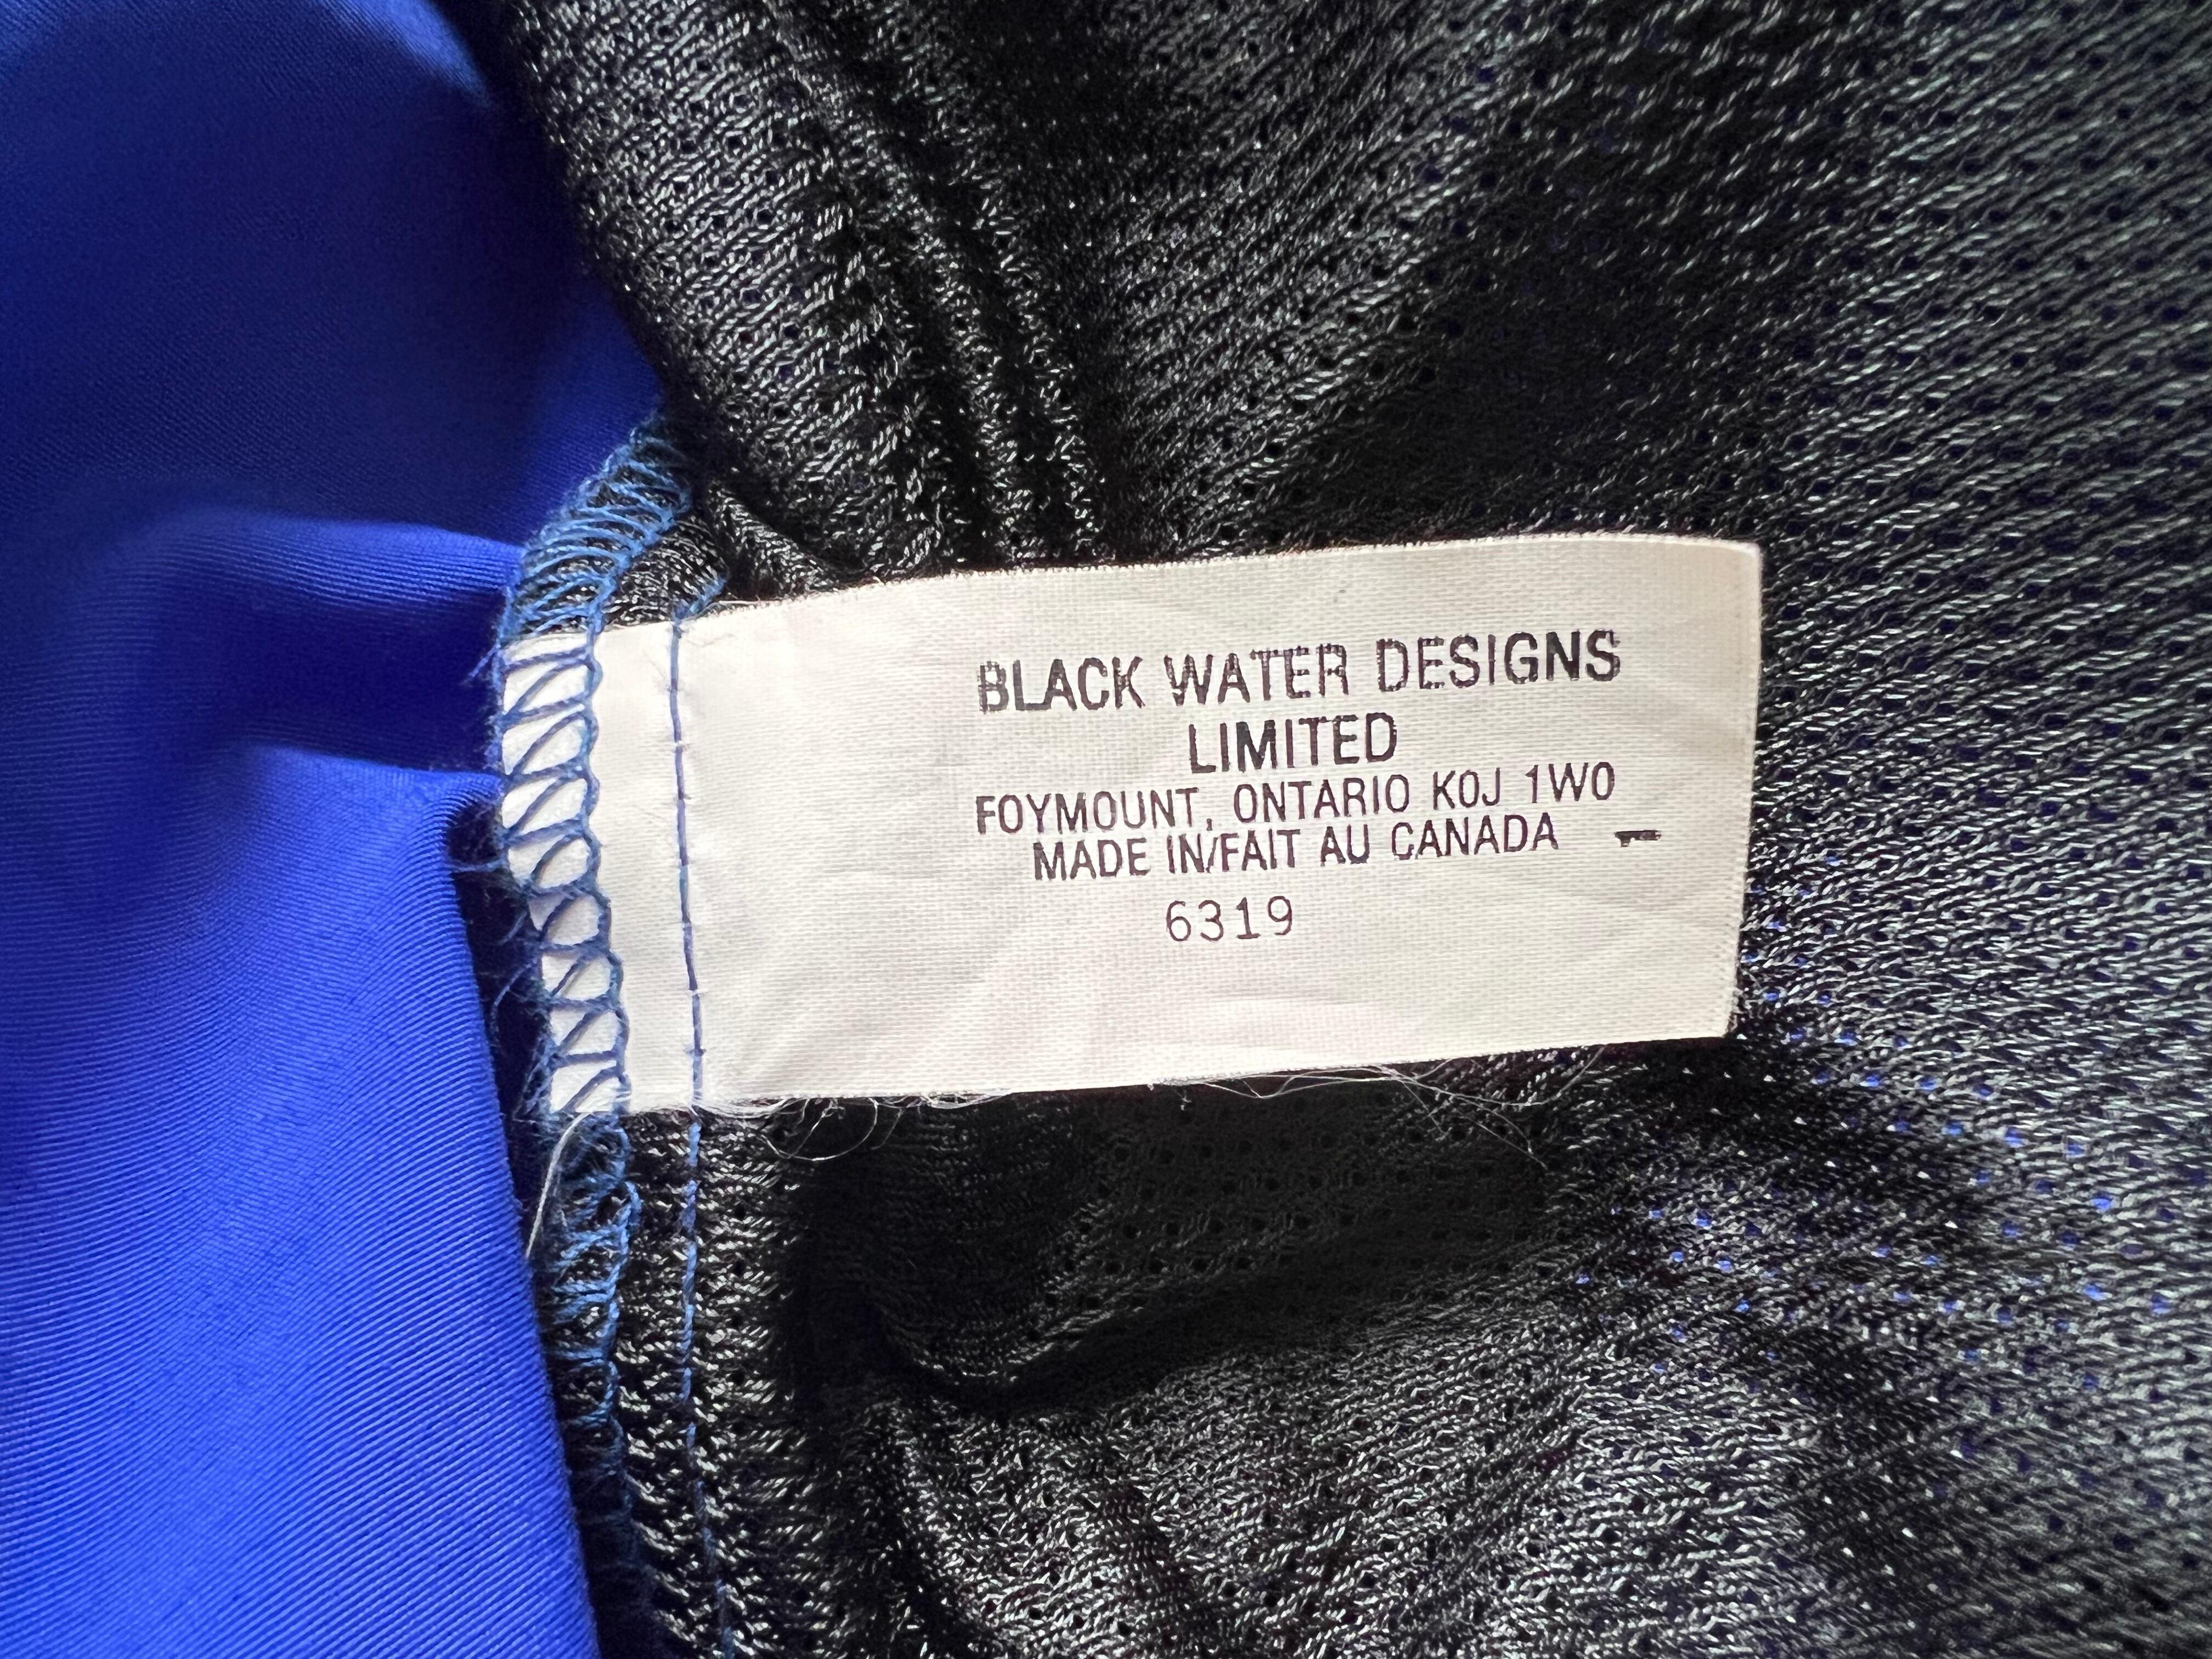 BLACK WATER DESIGNS
LIMITED
FOYMOUNT, ONTARIO K0J 1W0
MADE IN/FAIT AU CANADA
6319